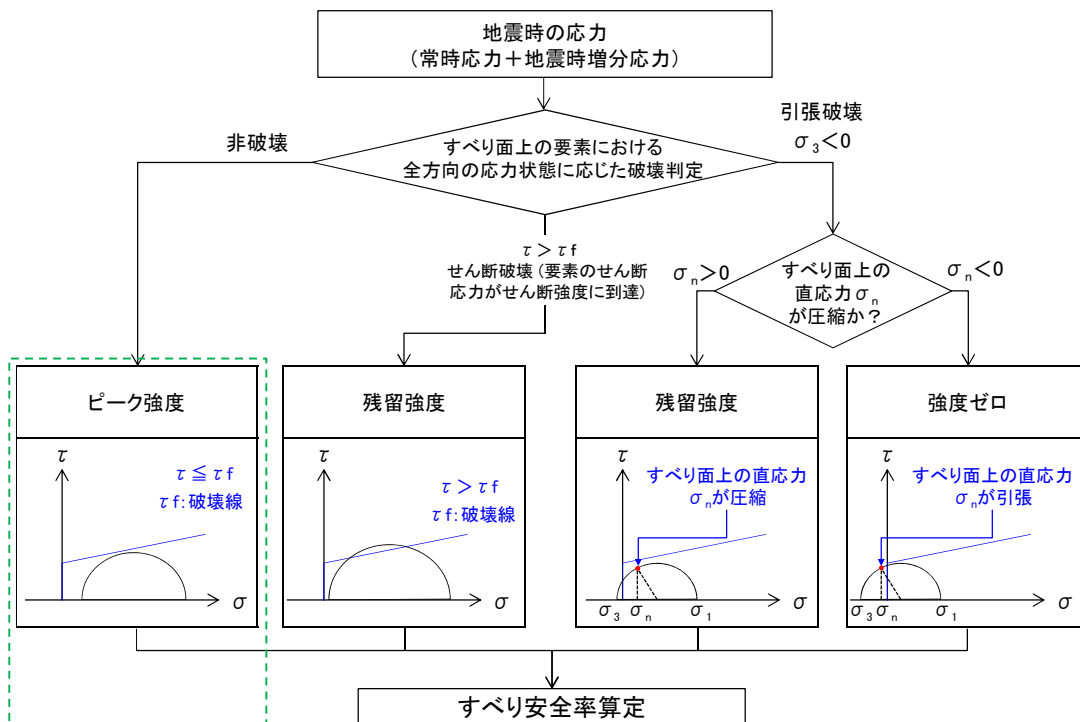 地震時の応力
(常時応力＋地震時増分応力)
非破壊
すべり面上の要素における
全方向の応力状態に応じた破壊判定
引張破壊
σ₃＜0
τ＞τf
せん断破壊(要素のせん断
応力がせん断強度に到達)
σₙ＞0
すべり面上の
直応力σₙ
が圧縮か？
σₙ＜0
ピーク強度
τ
τ≦τf
τf:破壊線
σ
残留強度
τ
τ＞τf
τf:破壊線
σ
残留強度
τ
すべり面上の直応力
σₙが圧縮
σ₃ σₙ σ₁ σ
強度ゼロ
τ
すべり面上の直応力
σₙが引張
σ₃ σₙ σ₁ σ
すべり安全率算定